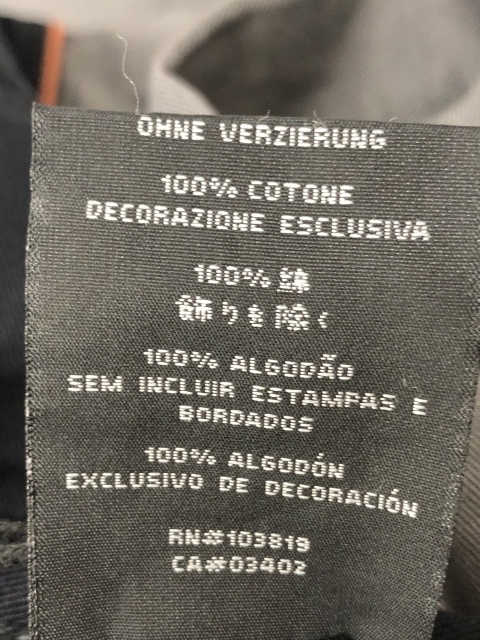 OHNE VERZIERUNG
100% COTONE
DECORAZIONE ESCLUSIVA
100% 綿
飾りを除く
100% ALGODÃO
SEM INCLUIR ESTAMPAS E
BORDADOS
100% ALGODÓN
EXCLUSIVO DE DECORACIÓN
RN#103819
CA#03402